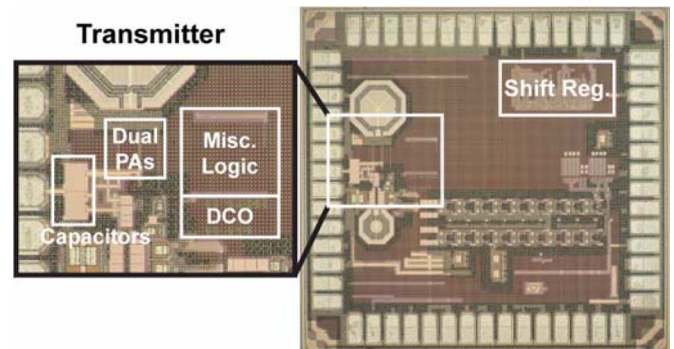 Transmitter
Shift Reg.
Dual
PAs
Misc.
Logic
DCO
Capacitors